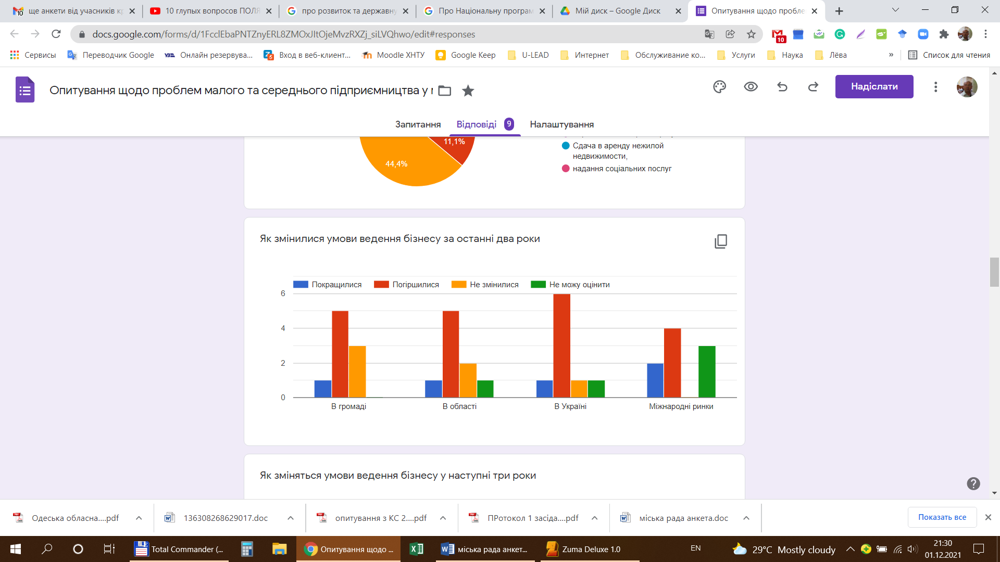 ще анкети від учасників к
10 глупых вопросов ПОЛЯ
про розвиток та державну
Про Національну програм
Мій диск – Google Диск
Опитування щодо пробле
docs.google.com/forms/d/1FcclEbaPNTZnyERL8ZMOxJItOjeMvzRXZj_siLVQhwo/edit#responses
10
Сервисы
Переводчик Google
Онлайн резервува...
Вход в веб-клиент...
Moodle ХНТУ
Google Keep
U-LEAD
Интернет
Обслуживание ко...
Услуги
Наука
Лёва
»
Список для чтения
Опитування щодо проблем малого та середнього підприємництва у
Надіслати
Запитання
Відповіді 9
Налаштування
11,1%
44,4%
Сдача в аренду нежилой
недвижимости,
надання соціальних послуг
Як змінилися умови ведення бізнесу за останні два роки
Покращилися
Погіршилися
Не змінилися
Не можу оцінити
6
4
2
0
В громаді
В області
В Україні
Міжнародні ринки
Як зміняться умови ведення бізнесу у наступні три роки
Одеська обласна....pdf
136308268629017.doc
опитування з КС 2....pdf
ПРотокол 1 засіда....pdf
міська рада анкета.doc
Показать все
Total Commander (...
Опитування щодо ...
міська рада анкет...
Zuma Deluxe 1.0
EN
29°C Mostly cloudy
21:30
01.12.2021